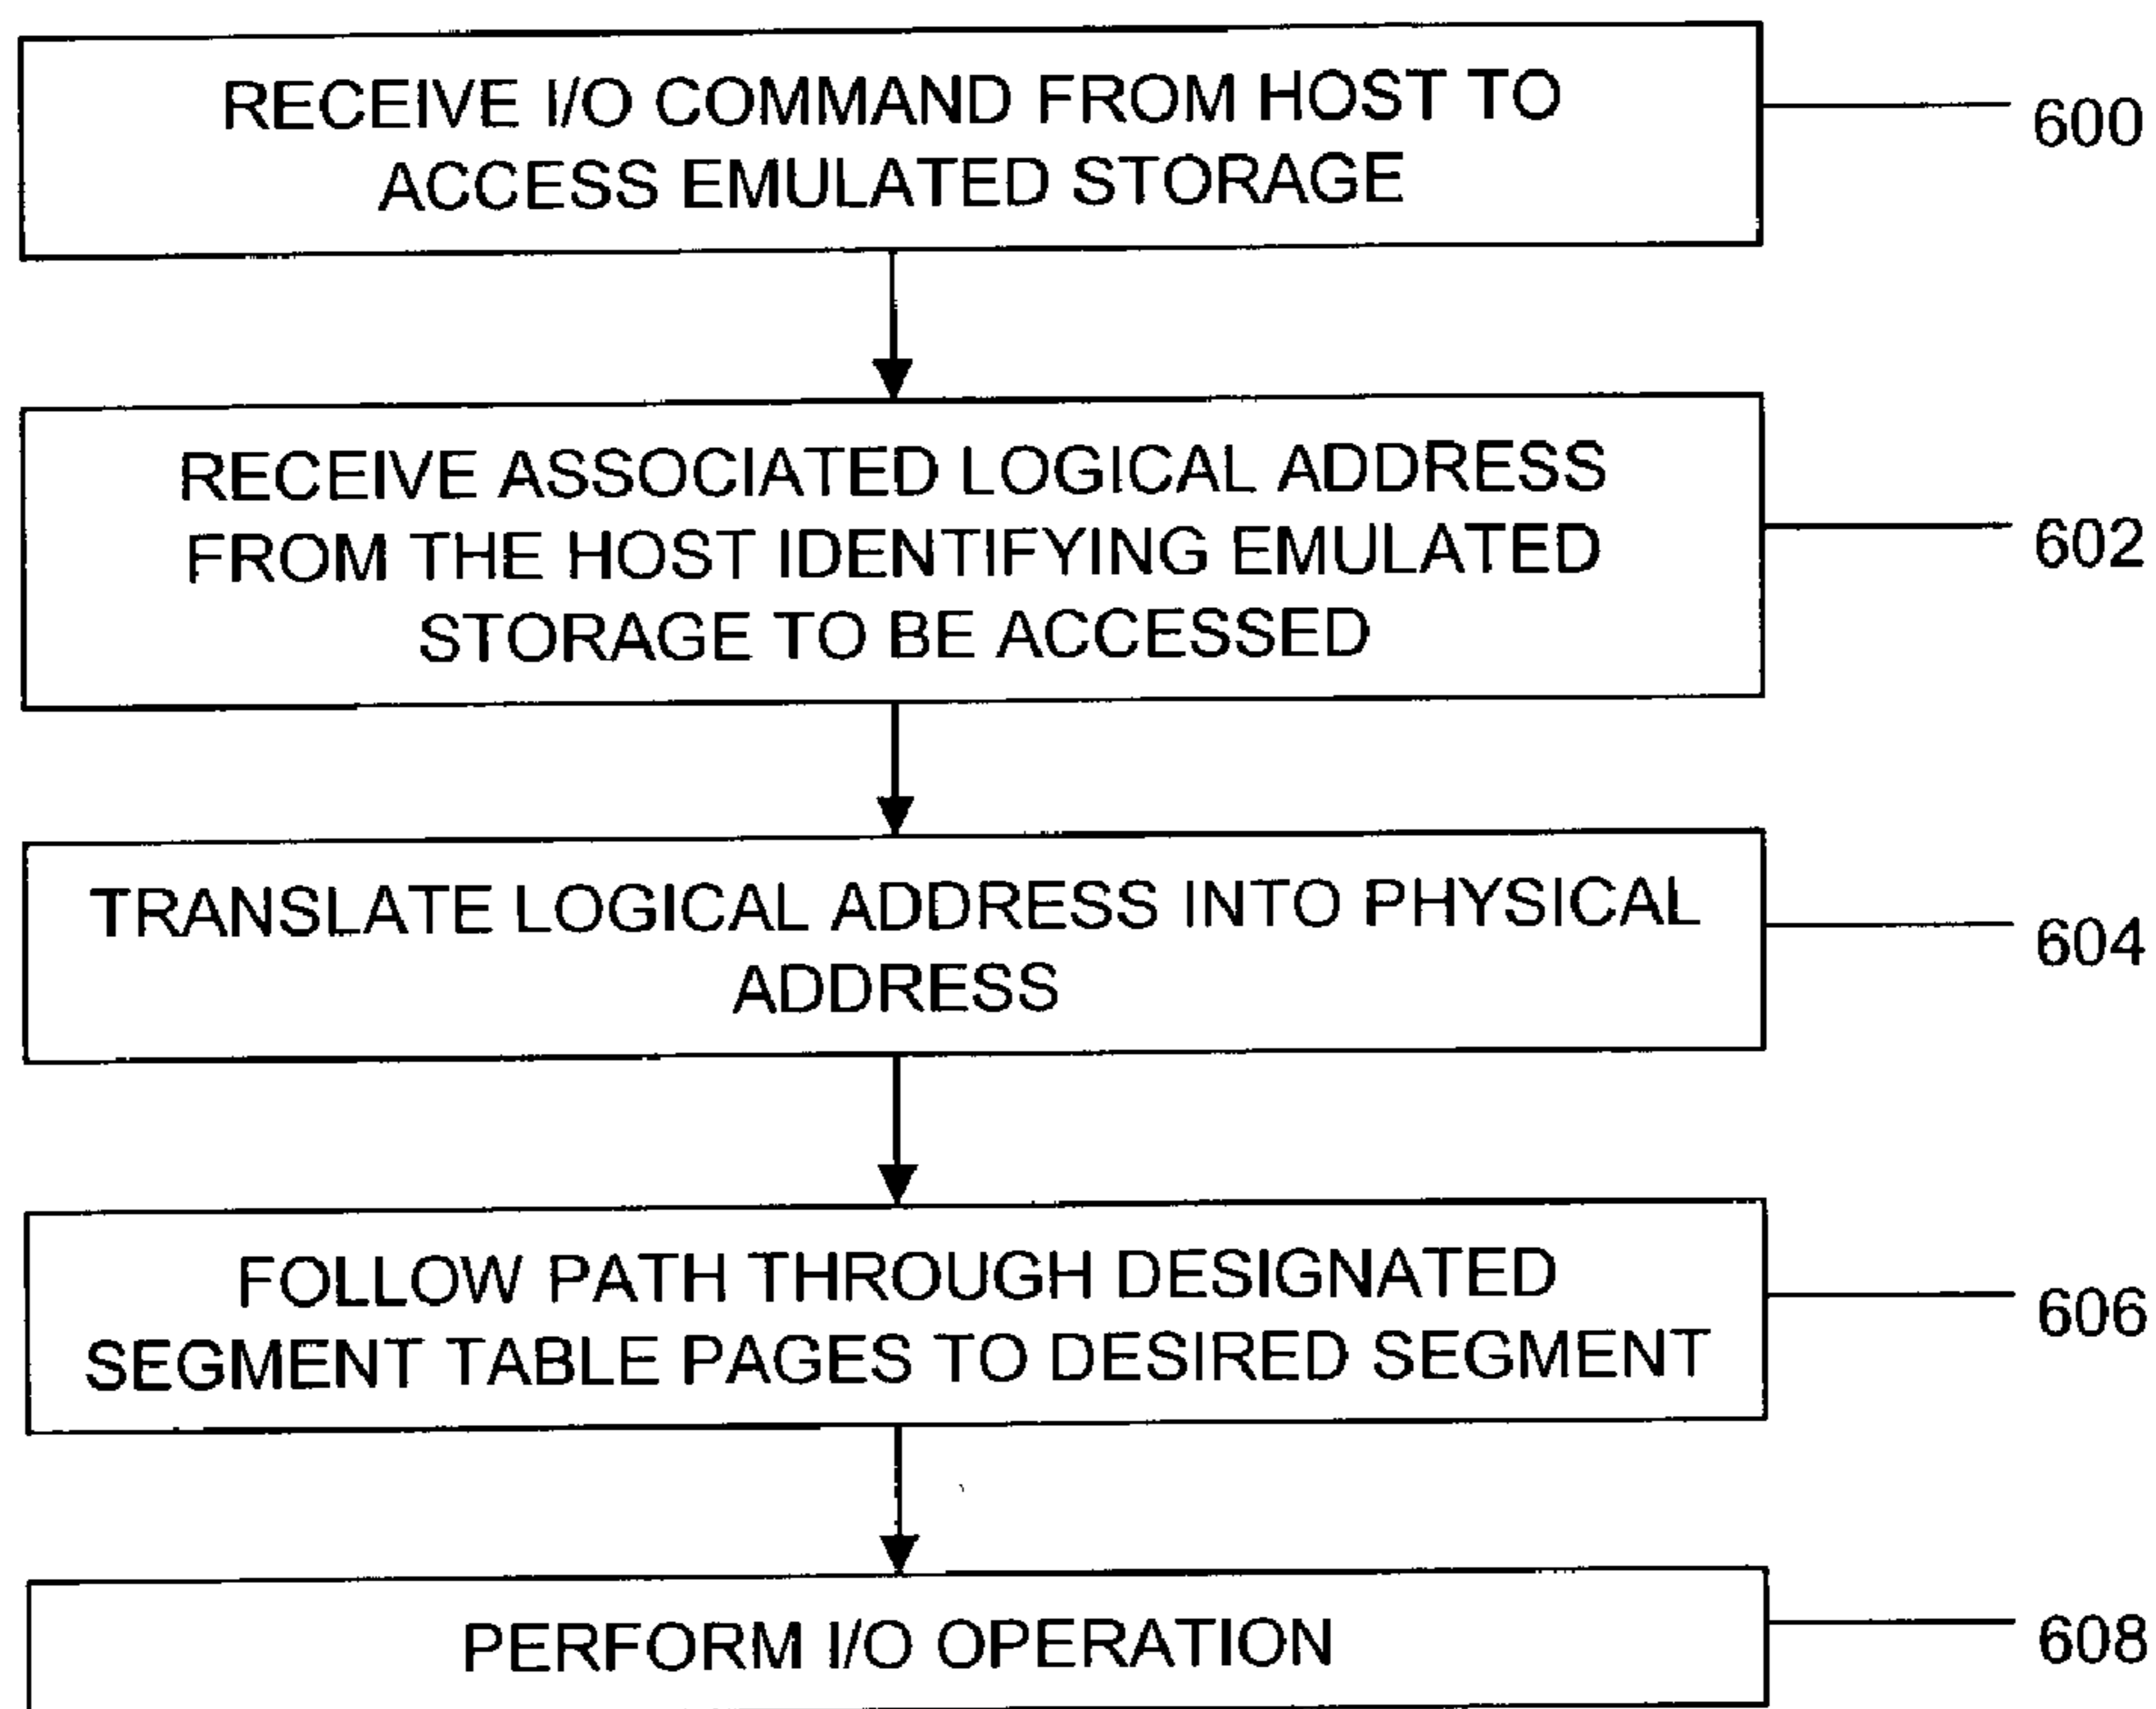 RECEIVE I/O COMMAND FROM HOST TO
ACCESS EMULATED STORAGE
600
RECEIVE ASSOCIATED LOGICAL ADDRESS
FROM THE HOST IDENTIFYING EMULATED
STORAGE TO BE ACCESSED
602
TRANSLATE LOGICAL ADDRESS INTO PHYSICAL
ADDRESS
604
FOLLOW PATH THROUGH DESIGNATED
SEGMENT TABLE PAGES TO DESIRED SEGMENT
606
PERFORM I/O OPERATION
608